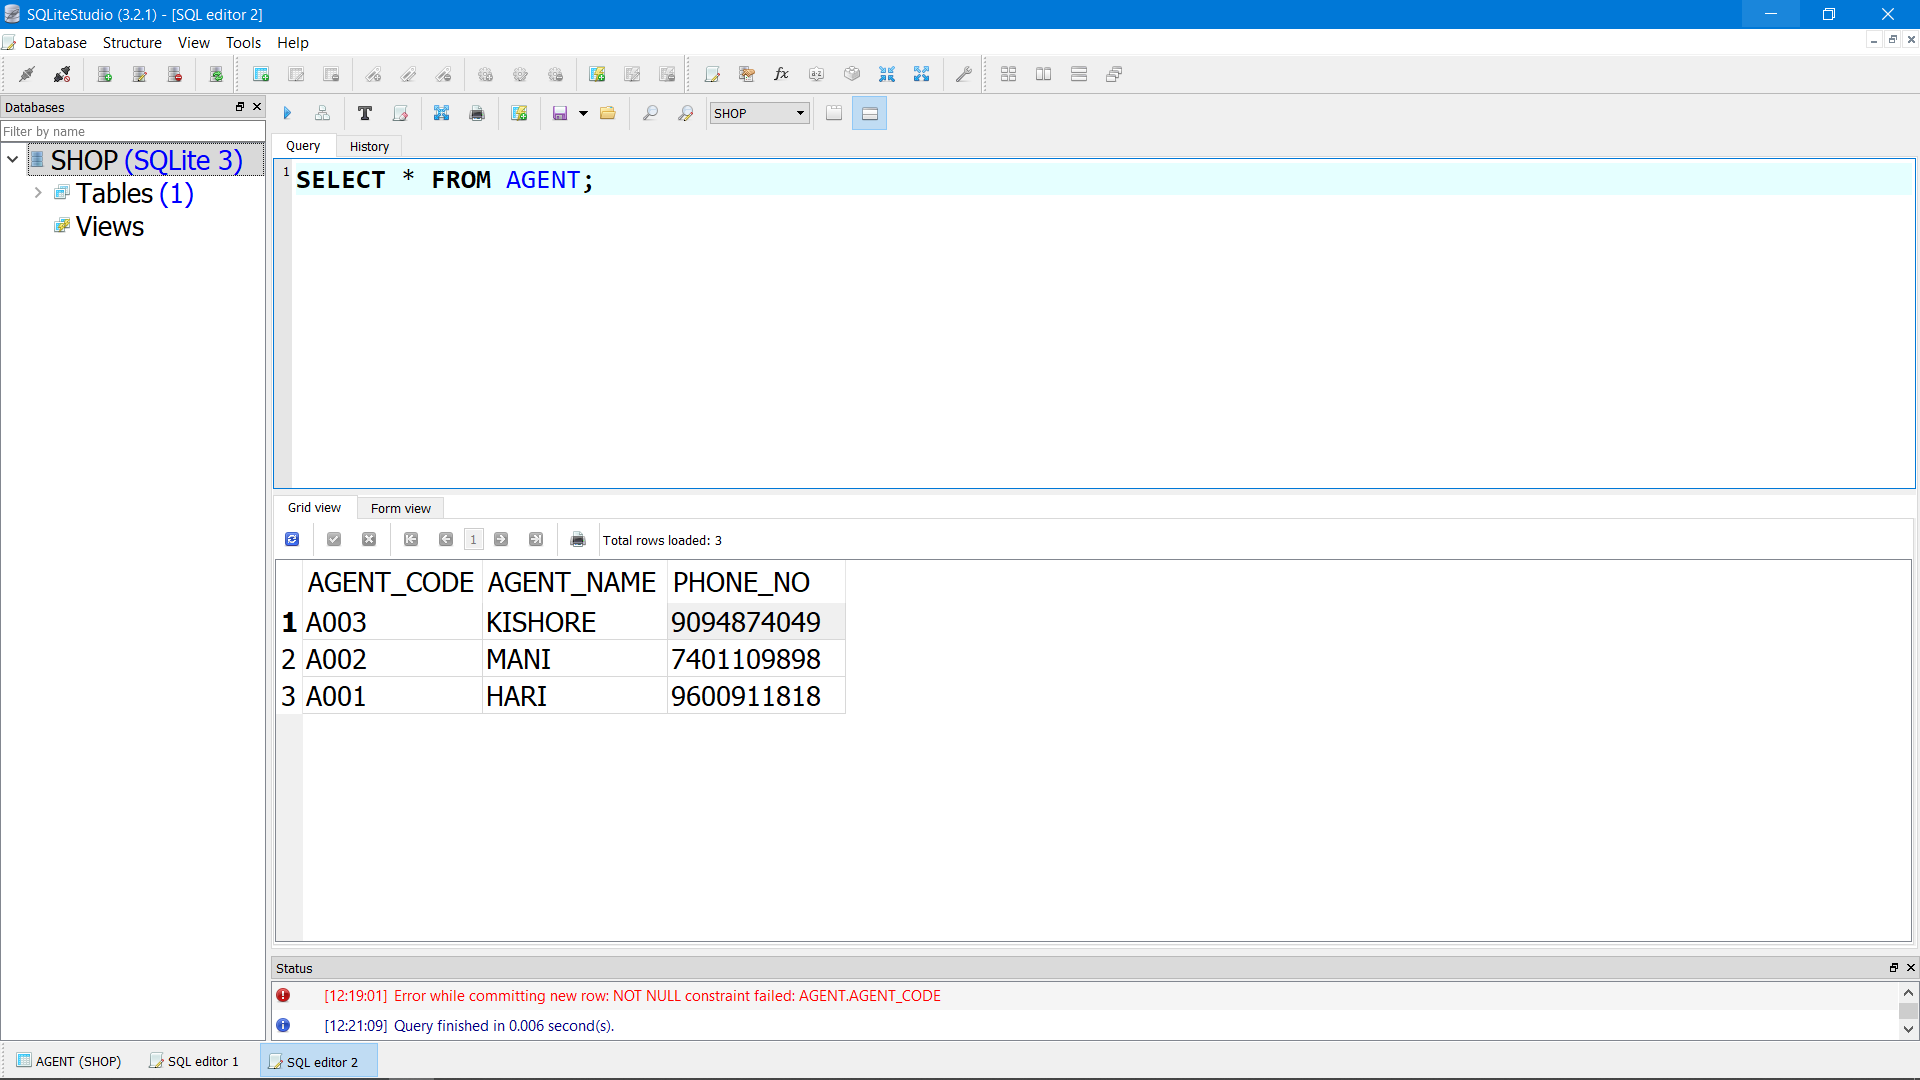 SQLiteStudio (3.2.1) - [SQL editor 2]
Database Structure View Tools Help
Databases
Filter by name
SHOP (SQLite 3)
Tables (1)
Views
SHOP
Query History
1 SELECT * FROM AGENT;
Grid view Form view
1 Total rows loaded: 3
AGENT_CODE AGENT_NAME PHONE_NO
1 A003 KISHORE 9094874049
2 A002 MANI 7401109898
3 A001 HARI 9600911818
Status
[12:19:01] Error while committing new row: NOT NULL constraint failed: AGENT.AGENT_CODE
[12:21:09] Query finished in 0.006 second(s).
AGENT (SHOP) SQL editor 1 SQL editor 2